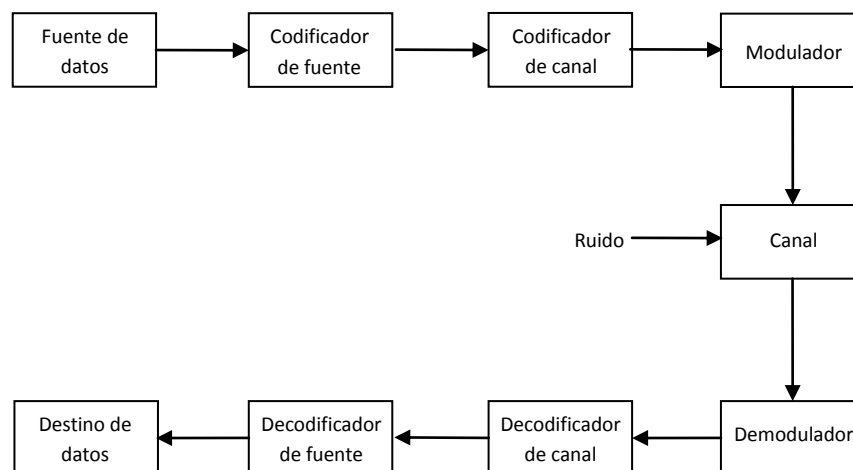 Fuente de
datos
Codificador
de fuente
Codificador
de canal
Modulador
Ruido
Canal
Destino de
datos
Decodificador
de fuente
Decodificador
de canal
Demodulador